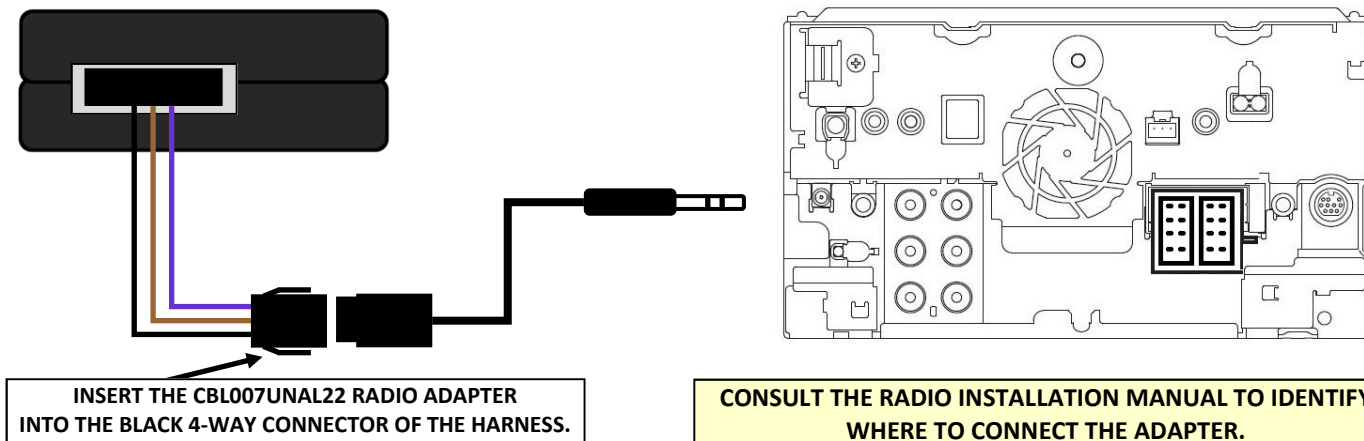 INSERT THE CBL007UNAL22 RADIO ADAPTER
INTO THE BLACK 4-WAY CONNECTOR OF THE HARNESS.
CONSULT THE RADIO INSTALLATION MANUAL TO IDENTIFY
WHERE TO CONNECT THE ADAPTER.